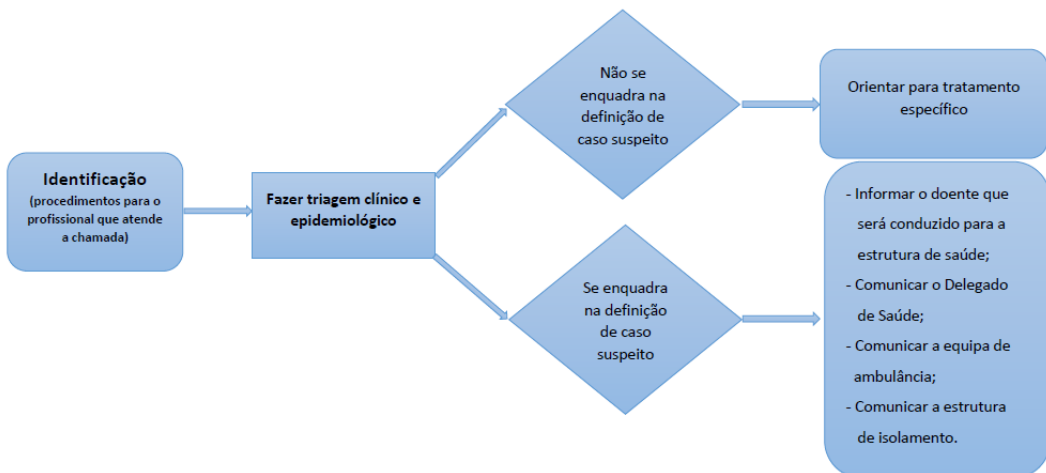 Identificação
(procedimentos para o
profissional que atende
a chamada)
Fazer triagem clínico e
epidemiológico
Não se
enquadra na
definição de
caso suspeito
Orientar para tratamento
específico
Se enquadra
na definição
de caso
suspeito
- Informar o doente que
será conduzido para a
estrutura de saúde;
- Comunicar o Delegado
de Saúde;
- Comunicar a equipa de
ambulância;
- Comunicar a estrutura
de isolamento.